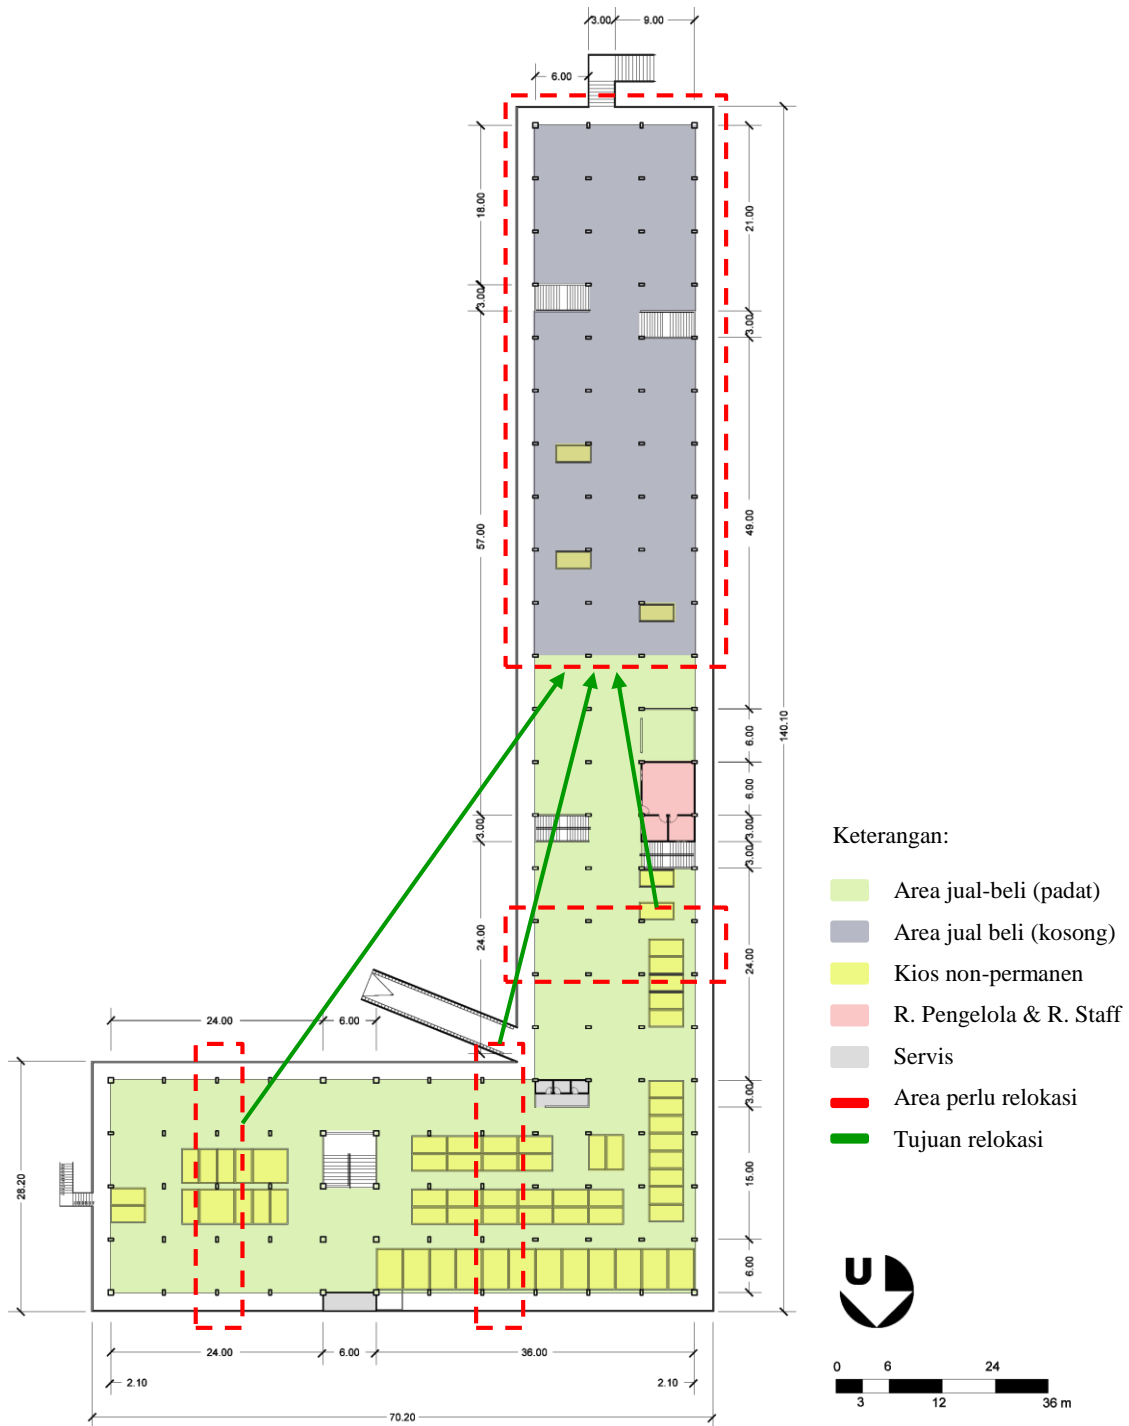 3.00 9.00
6.00
18.00
21.00
3.00
3.00
57.00
49.00
140.10
6.00
6.00
3.00
3.00
3.00
24.00
24.00
24.00 6.00
3.00
15.00
6.00
28.20
24.00 6.00 36.00
2.10 2.10
70.20
Keterangan:
Area jual-beli (padat)
Area jual beli (kosong)
Kios non-permanen
R. Pengelola & R. Staff
Servis
Area perlu relokasi
Tujuan relokasi
U
0 6 24
3 12 36 m